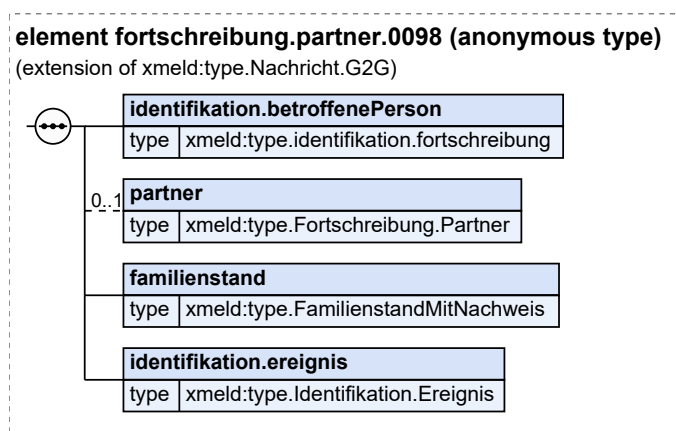 element fortschreibung.partner.0098 (anonymous type)
(extension of xmeld:type.Nachricht.G2G)
identifikation.betroffenePerson
type xmeld:type.identifikation.fortschreibung
0..1 partner
type xmeld:type.Fortschreibung.Partner
familienstand
type xmeld:type.FamilienstandMitNachweis
identifikation.ereignis
type xmeld:type.Identifikation.Ereignis